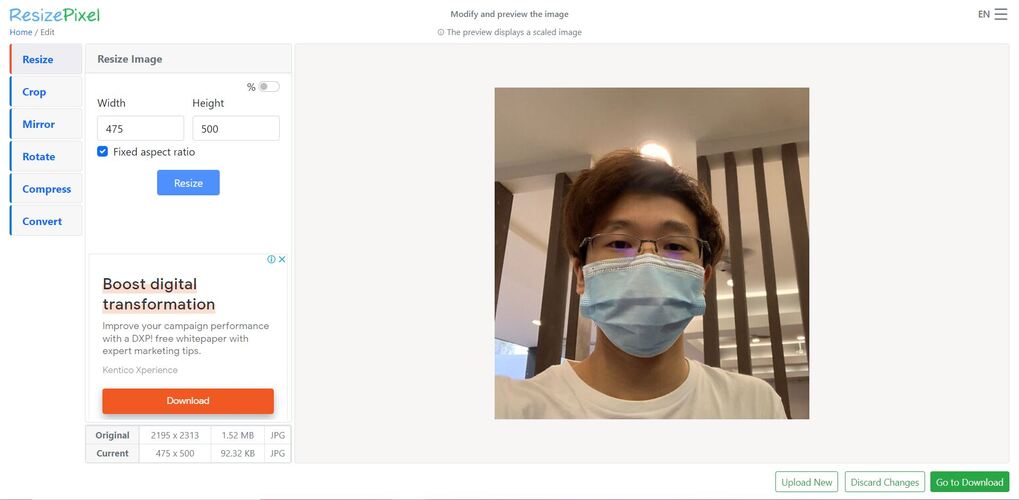 ResizePixel
Modify and preview the image
EN
Home / Edit
The preview displays a scaled image
Resize
Crop
Mirror
Rotate
Compress
Convert
Resize Image
%
Width Height
475 500
Fixed aspect ratio
Resize
Boost digital
transformation
Improve your campaign performance
with a DXP! free whitepaper with
expert marketing tips.
Kentico Xperience
Download
Original 2195 x 2313 1.52 MB JPG
Current 475 x 500 92.32 KB JPG
Upload New Discard Changes Go to Download